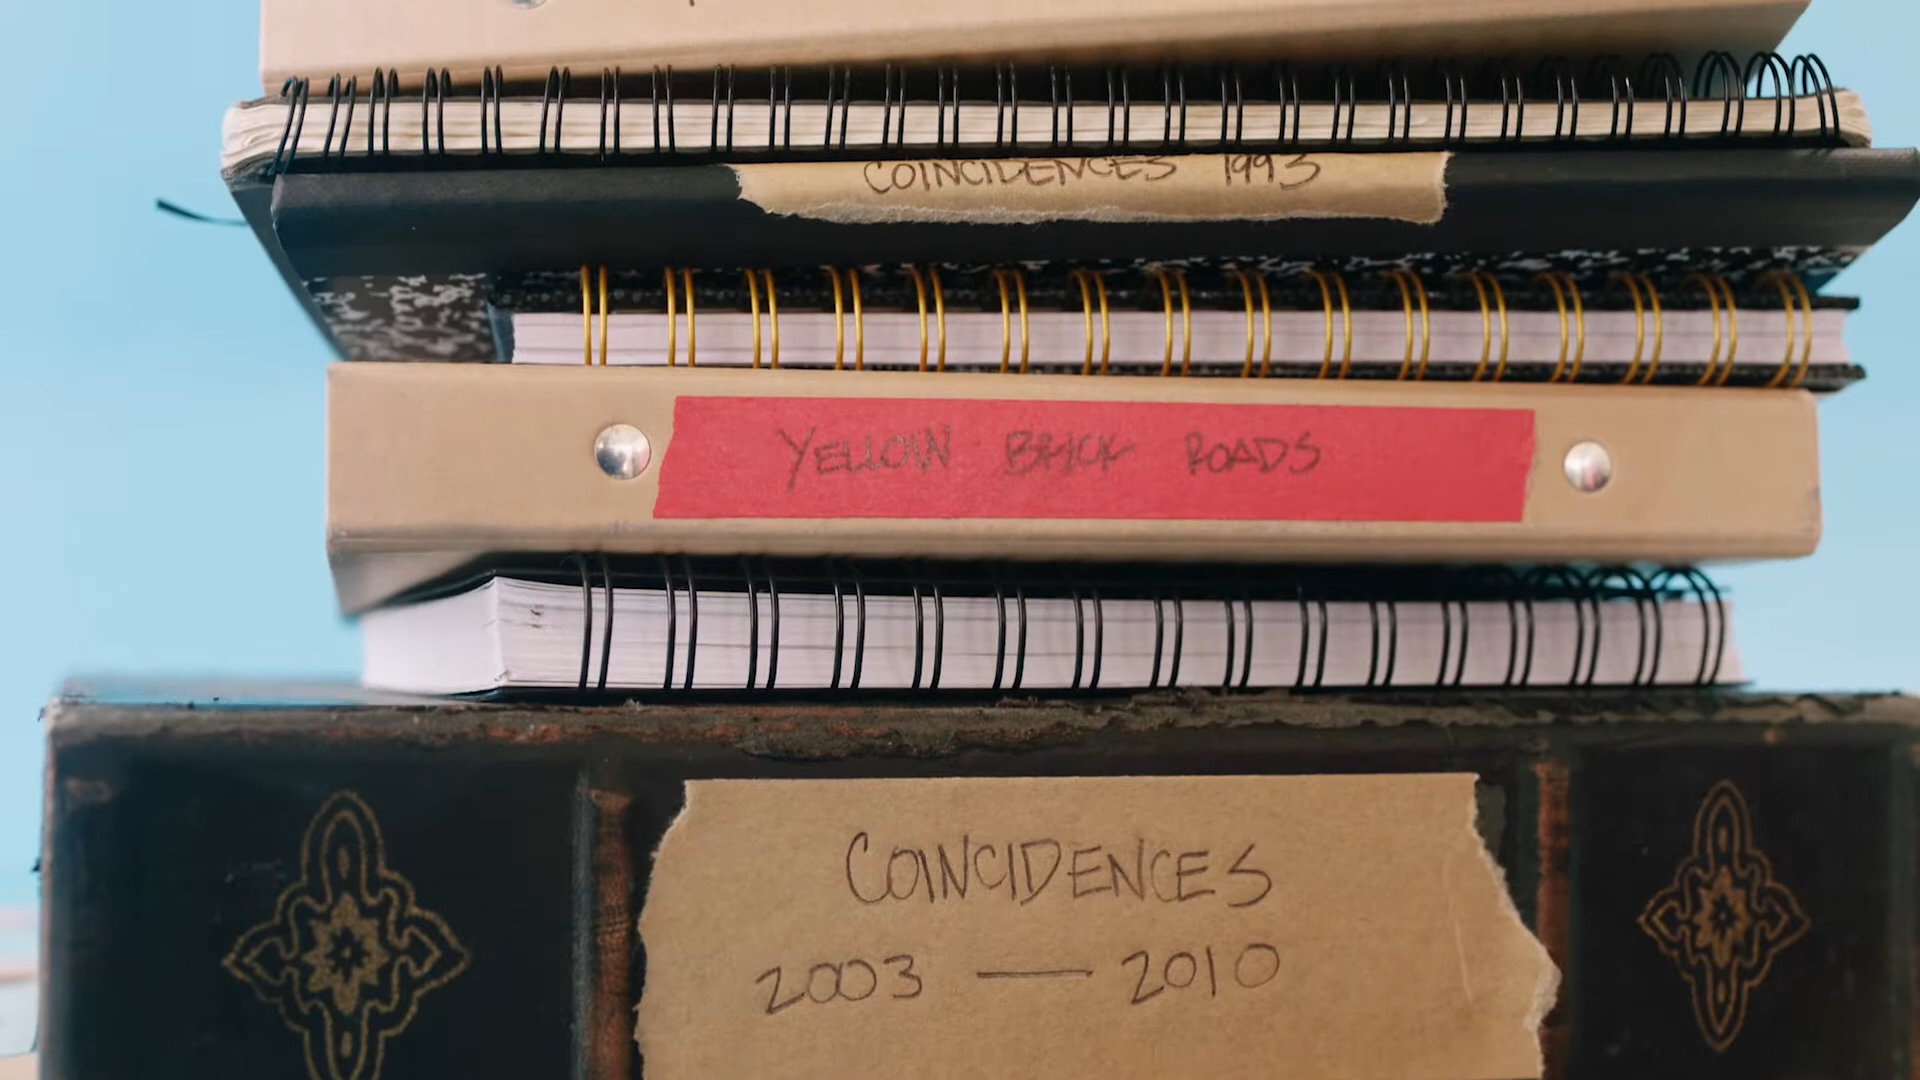 COINCIDENCES 1993
YELLOW BRICK ROADS
COINCIDENCES
2003 — 2010